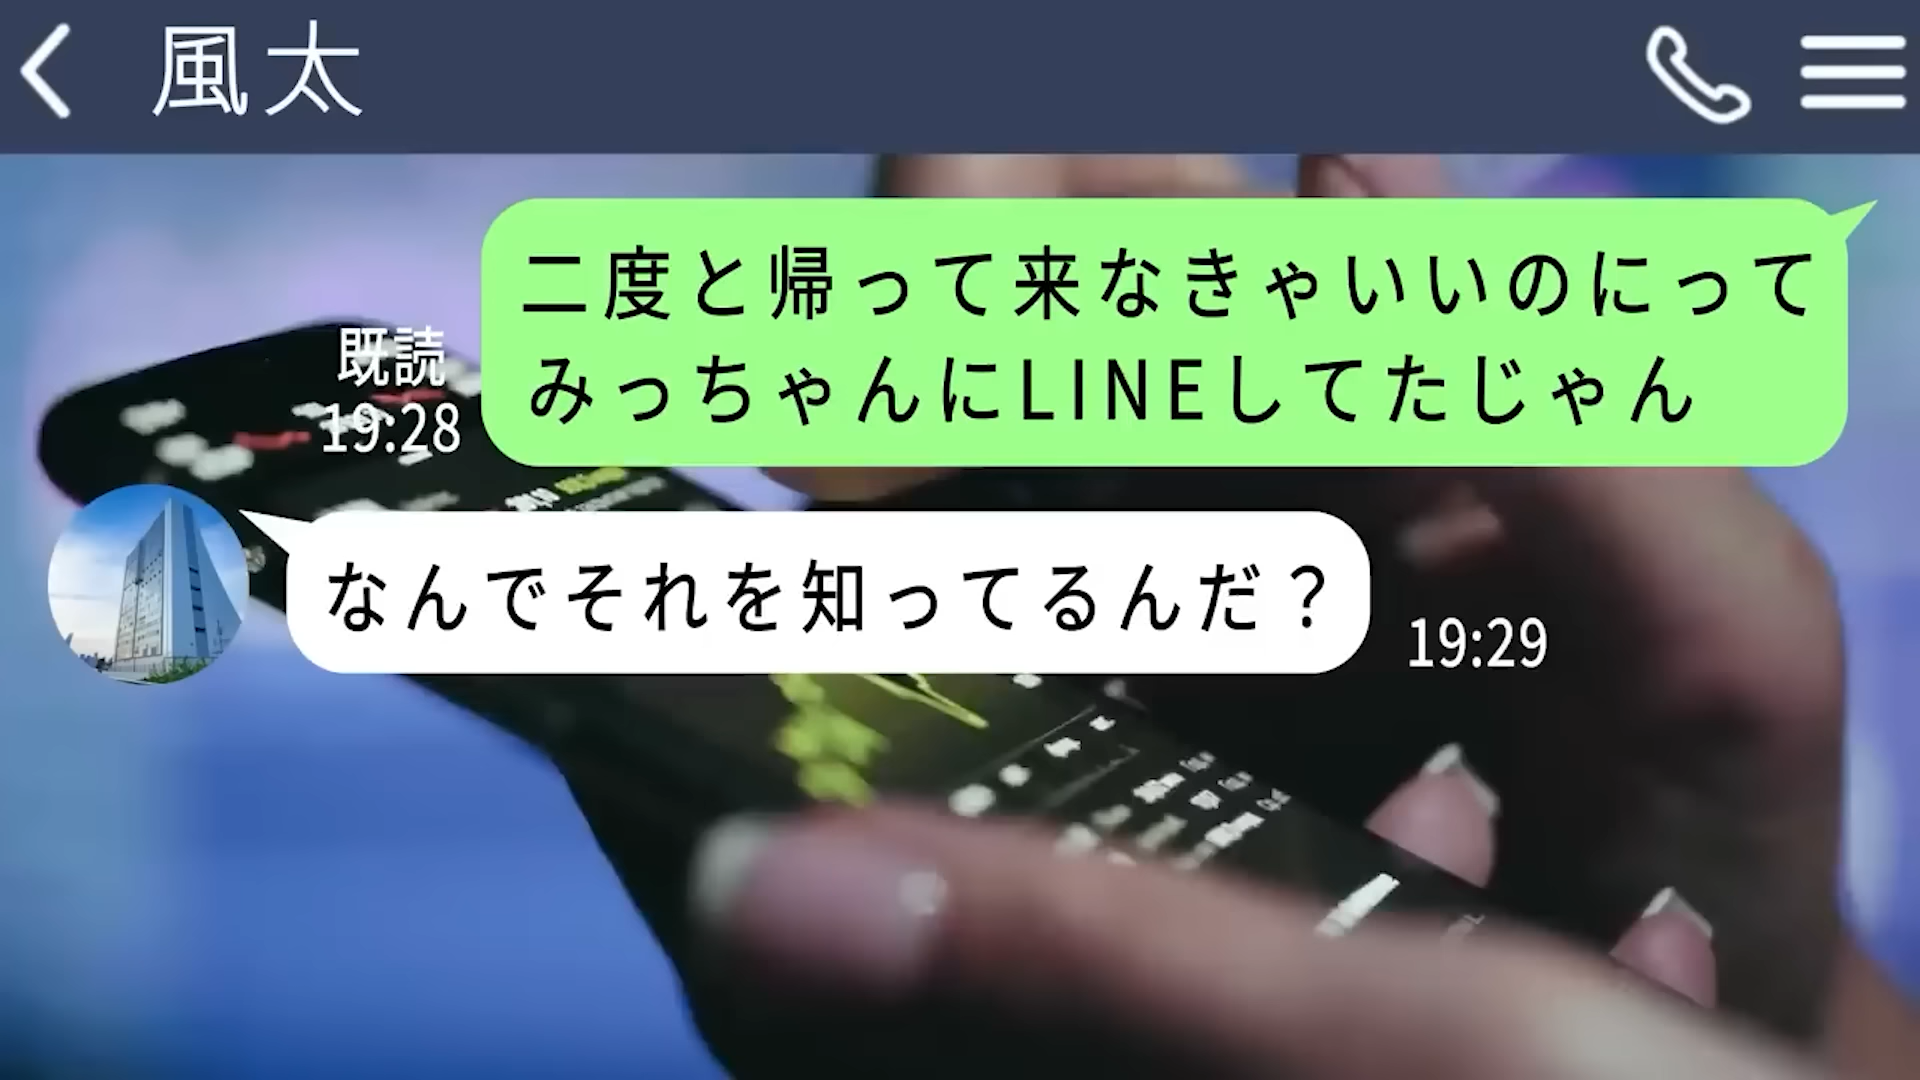 風太
二度と帰って来なきゃいいのにって
みっちゃんにLINEしてたじゃん
既読
19:28
なんでそれを知ってるんだ？
19:29